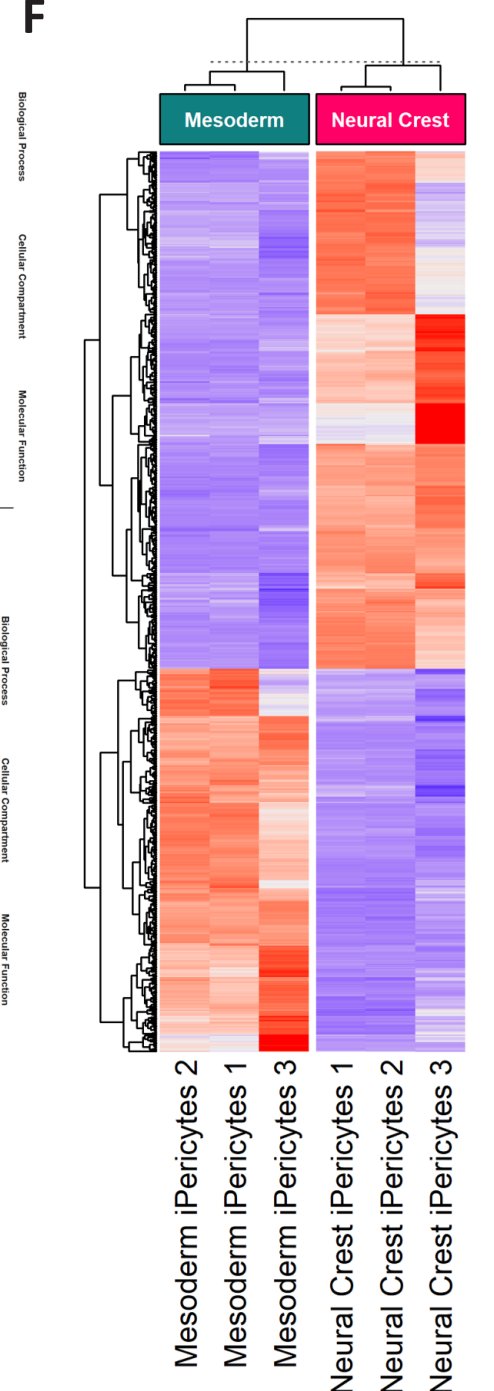 F
Mesoderm
Neural Crest
Biological Process
Cellular Compartment
Molecular Function
Biological Process
Cellular Compartment
Molecular Function
Mesoderm iPericytes 2
Mesoderm iPericytes 1
Mesoderm iPericytes 3
Neural Crest iPericytes 1
Neural Crest iPericytes 2
Neural Crest iPericytes 3